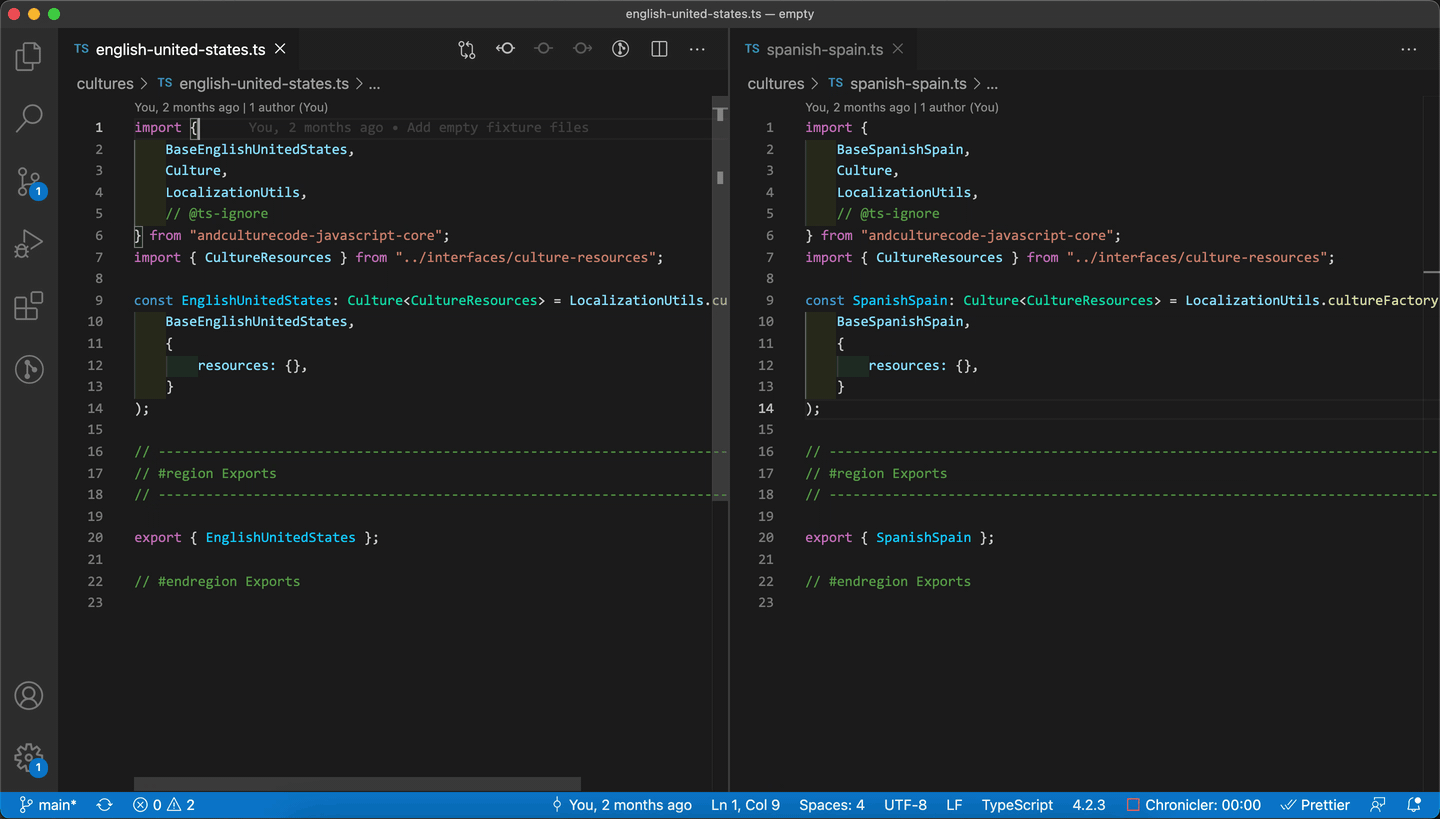 english-united-states.ts — empty
TS english-united-states.ts
cultures > TS english-united-states.ts > ...
You, 2 months ago | 1 author (You)
1 import { You, 2 months ago • Add empty fixture files
2 BaseEnglishUnitedStates,
3 Culture,
4 LocalizationUtils,
5 // @ts-ignore
6 } from "andculturecode-javascript-core";
7 import { CultureResources } from "../interfaces/culture-resources";
8
9 const EnglishUnitedStates: Culture<CultureResources> = LocalizationUtils.cu
10 BaseEnglishUnitedStates,
11 {
12 resources: {},
13 }
14 );
15
16 // ------------------------------------------------------------------------
17 // #region Exports
18 // ------------------------------------------------------------------------
19
20 export { EnglishUnitedStates };
21
22 // #endregion Exports
23
TS spanish-spain.ts
cultures > TS spanish-spain.ts > ...
You, 2 months ago | 1 author (You)
1 import {
2 BaseSpanishSpain,
3 Culture,
4 LocalizationUtils,
5 // @ts-ignore
6 } from "andculturecode-javascript-core";
7 import { CultureResources } from "../interfaces/culture-resources";
8
9 const SpanishSpain: Culture<CultureResources> = LocalizationUtils.cultureFactory
10 BaseSpanishSpain,
11 {
12 resources: {},
13 }
14 );
15
16 // -----------------------------------------------------------------------------
17 // #region Exports
18 // -----------------------------------------------------------------------------
19
20 export { SpanishSpain };
21
22 // #endregion Exports
23
1
1
main* 0 2 You, 2 months ago Ln 1, Col 9 Spaces: 4 UTF-8 LF TypeScript 4.2.3 Chronicler: 00:00 Prettier